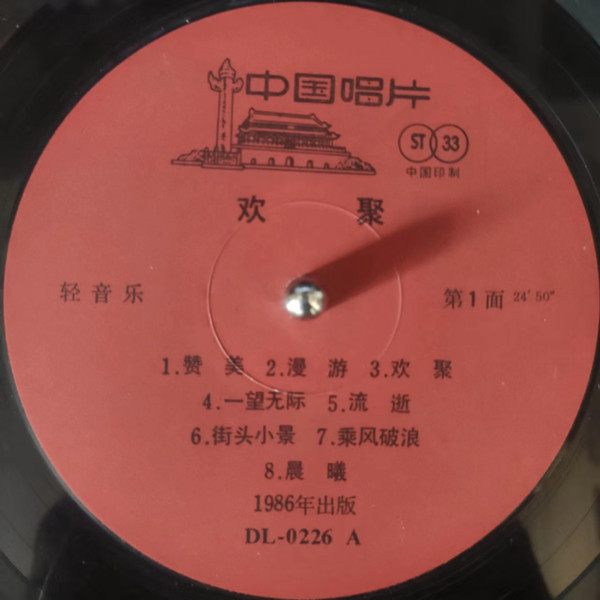 中国唱片
ST 33
中国印制
欢 聚
轻音乐
第1面 24′50″
1.赞 美 2.漫 游 3.欢 聚
4.一望无际 5.流 逝
6.街头小景 7.乘风破浪
8.晨 曦
1986年出版
DL-0226 A